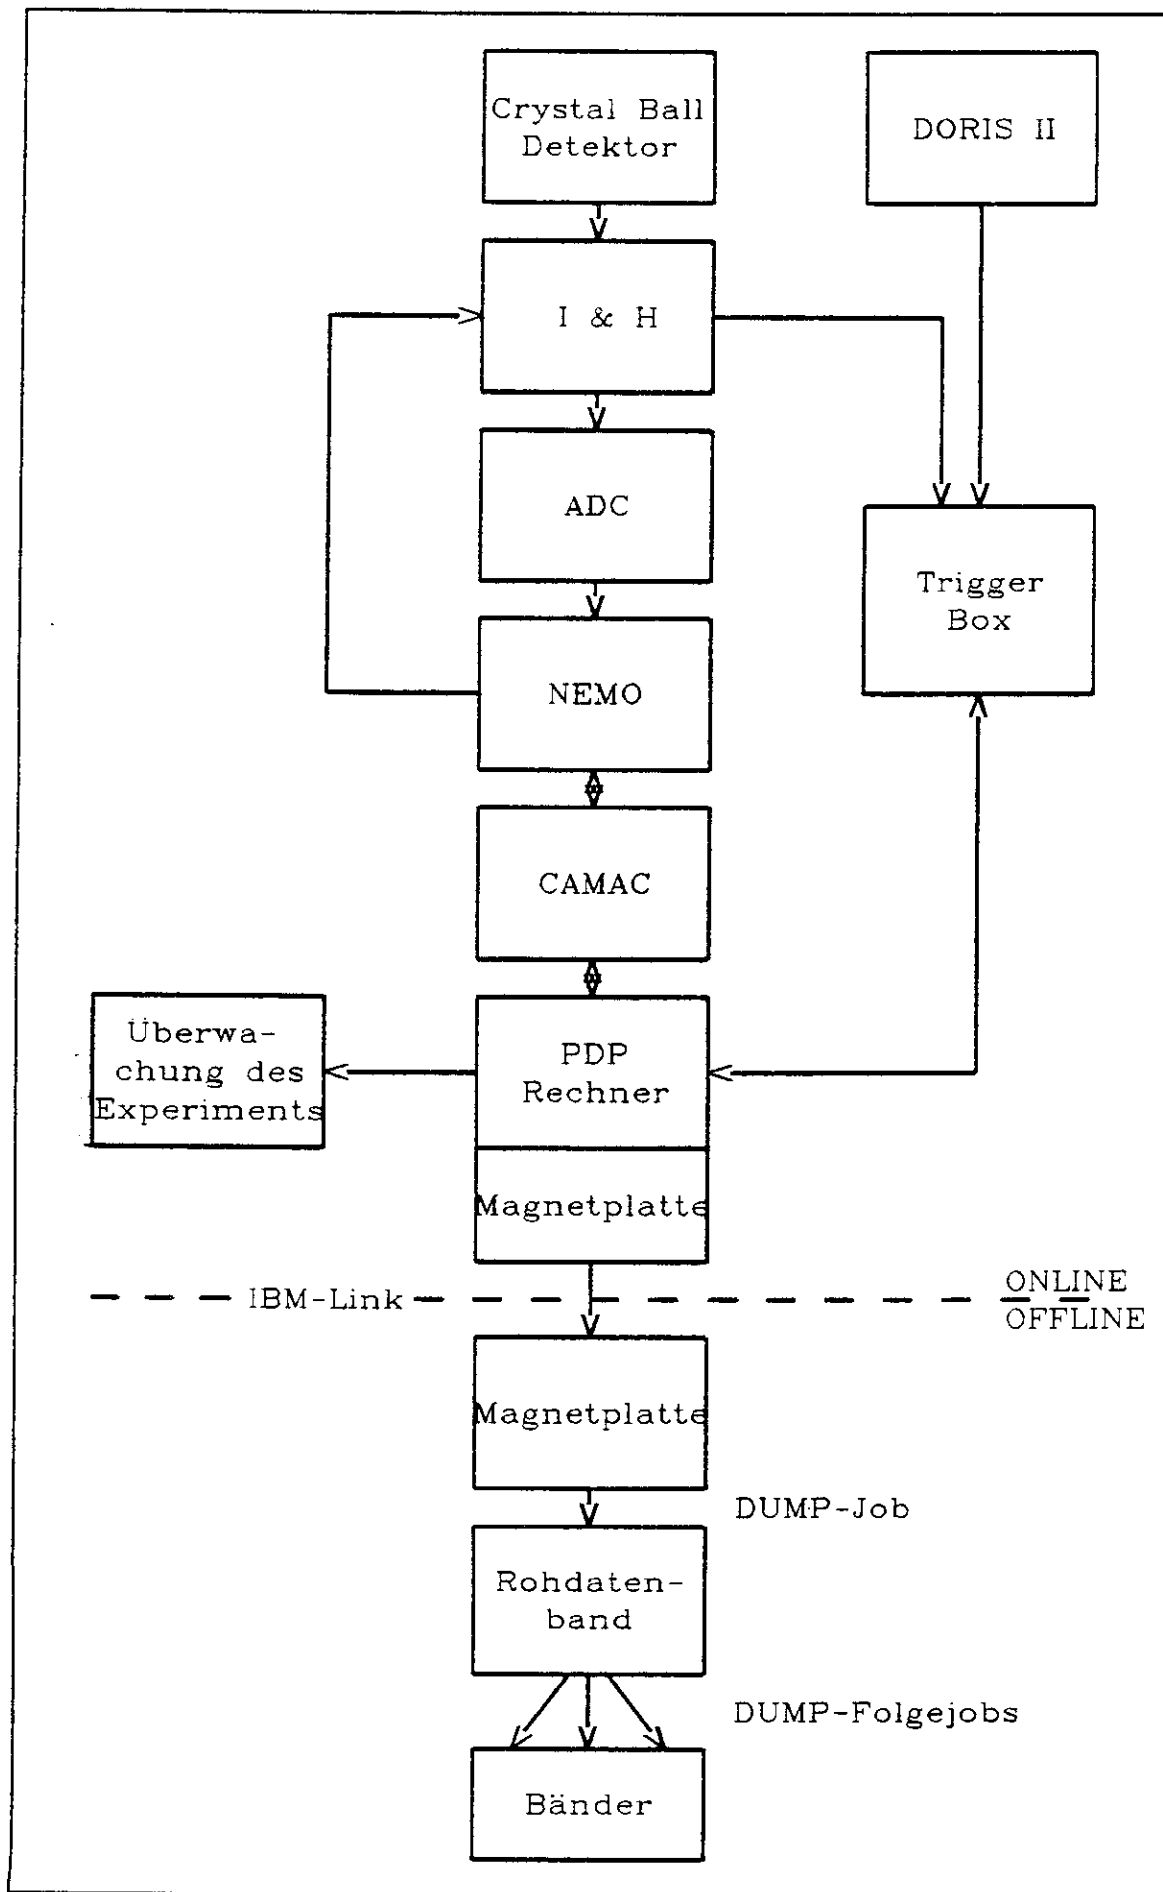 Crystal Ball
Detektor
DORIS II
I & H
ADC
Trigger
Box
NEMO
CAMAC
Überwa-
chung des
Experiments
PDP
Rechner
Magnetplatte
IBM-Link
ONLINE
OFFLINE
Magnetplatte
DUMP-Job
Rohdaten-
band
DUMP-Folgejobs
Bänder